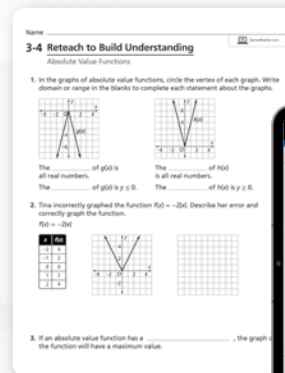 Name
3-4 Reteach to Build Understanding
Absolute Value Functions
1. In the graphs of absolute value functions, circle the vertex of each graph. Write
domain or range in the blanks to complete each statement about the graphs.
g(x)
h(x)
The ____ of g(x) is
all real numbers.
The ____ of g(x) is y ≤ 0.
The ____ of h(x)
is all real numbers.
The ____ of h(x) is y ≥ 0.
2. Tina incorrectly graphed the function f(x) = −2|x|. Describe her error and
correctly graph the function.
f(x) = −2|x|
x f(x)
−2 4
−1 2
0 0
1 2
2 4
3. If an absolute value function has a ____, the graph
the function will have a maximum value.